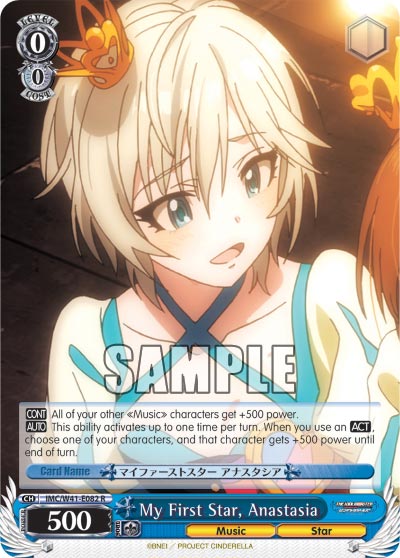 LEVEL
0
0
COST
SAMPLE
CONT All of your other «Music» characters get +500 power.
AUTO This ability activates up to one time per turn. When you use an ACT,
choose one of your characters, and that character gets +500 power until
end of turn.
Card Name マイファーストスター アナスタシア
CH IMC/W41-E082 R
500
My First Star, Anastasia
Music Star
©BNEI / PROJECT CINDERELLA